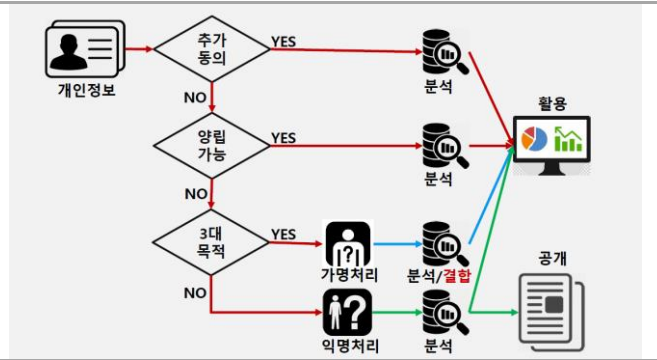 개인정보
추가
동의
YES
분석
NO
양립
가능
YES
분석
활용
NO
3대
목적
YES
가명처리
분석/결합
NO
익명처리
분석
공개